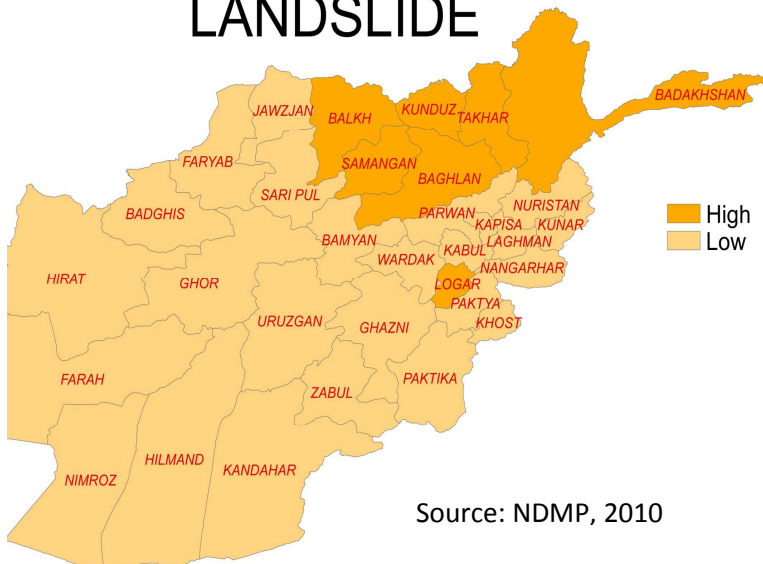 LANDSLIDE
JAWZJAN
BALKH
KUNDUZ
TAKHAR
BADAKHSHAN
FARYAB
SAMANGAN
BAGHLAN
SARI PUL
BADGHIS
PARWAN
NURISTAN
KAPISA
KUNAR
High
Low
BAMYAN
KABUL
LAGHMAN
WARDAK
NANGARHAR
HIRAT
GHOR
LOGAR
PAKTYA
URUZGAN
GHAZNI
KHOST
FARAH
ZABUL
PAKTIKA
HILMAND
KANDAHAR
NIMROZ
Source: NDMP, 2010